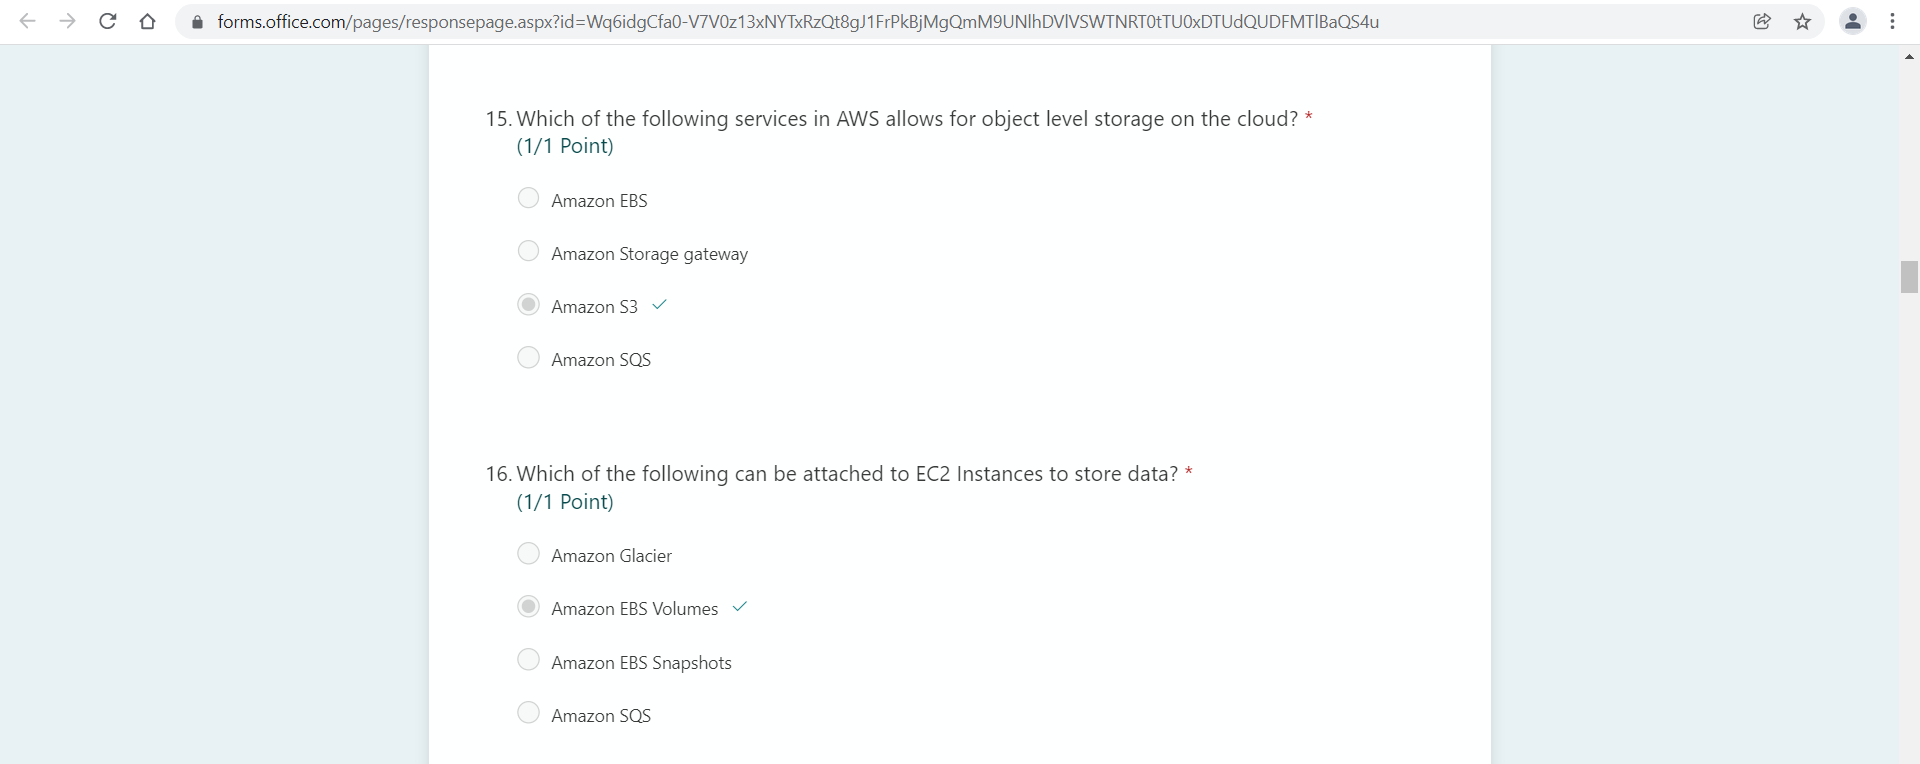 forms.office.com/pages/responsepage.aspx?id=Wq6idgCfa0-V7V0z13xNYTxRzQt8gJ1FrPkBjMgQmM9UNlhDVlVSWTNRT0tTU0xDTUdQUDFMTlBaQS4u
15. Which of the following services in AWS allows for object level storage on the cloud? *
(1/1 Point)
Amazon EBS
Amazon Storage gateway
Amazon S3
Amazon SQS
16. Which of the following can be attached to EC2 Instances to store data? *
(1/1 Point)
Amazon Glacier
Amazon EBS Volumes
Amazon EBS Snapshots
Amazon SQS